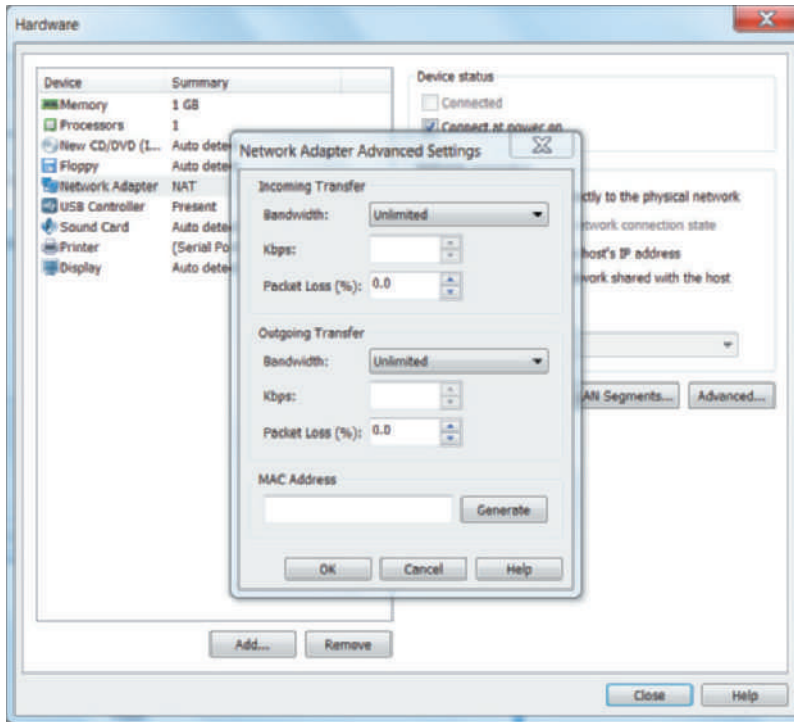 Hardware
Device Summary
Memory 1 GB
Processors 1
New CD/DVD (I... Auto dete
Floppy Auto dete
Network Adapter NAT
USB Controller Present
Sound Card Auto dete
Printer (Serial Po
Display Auto dete
Add... Remove
Device status
Connected
Connect at power on
ctly to the physical network
etwork connection state
host's IP address
work shared with the host
AN Segments... Advanced...
Network Adapter Advanced Settings
Incoming Transfer
Bandwidth: Unlimited
Kbps:
Packet Loss (%): 0.0
Outgoing Transfer
Bandwidth: Unlimited
Kbps:
Packet Loss (%): 0.0
MAC Address
Generate
OK Cancel Help
Close Help